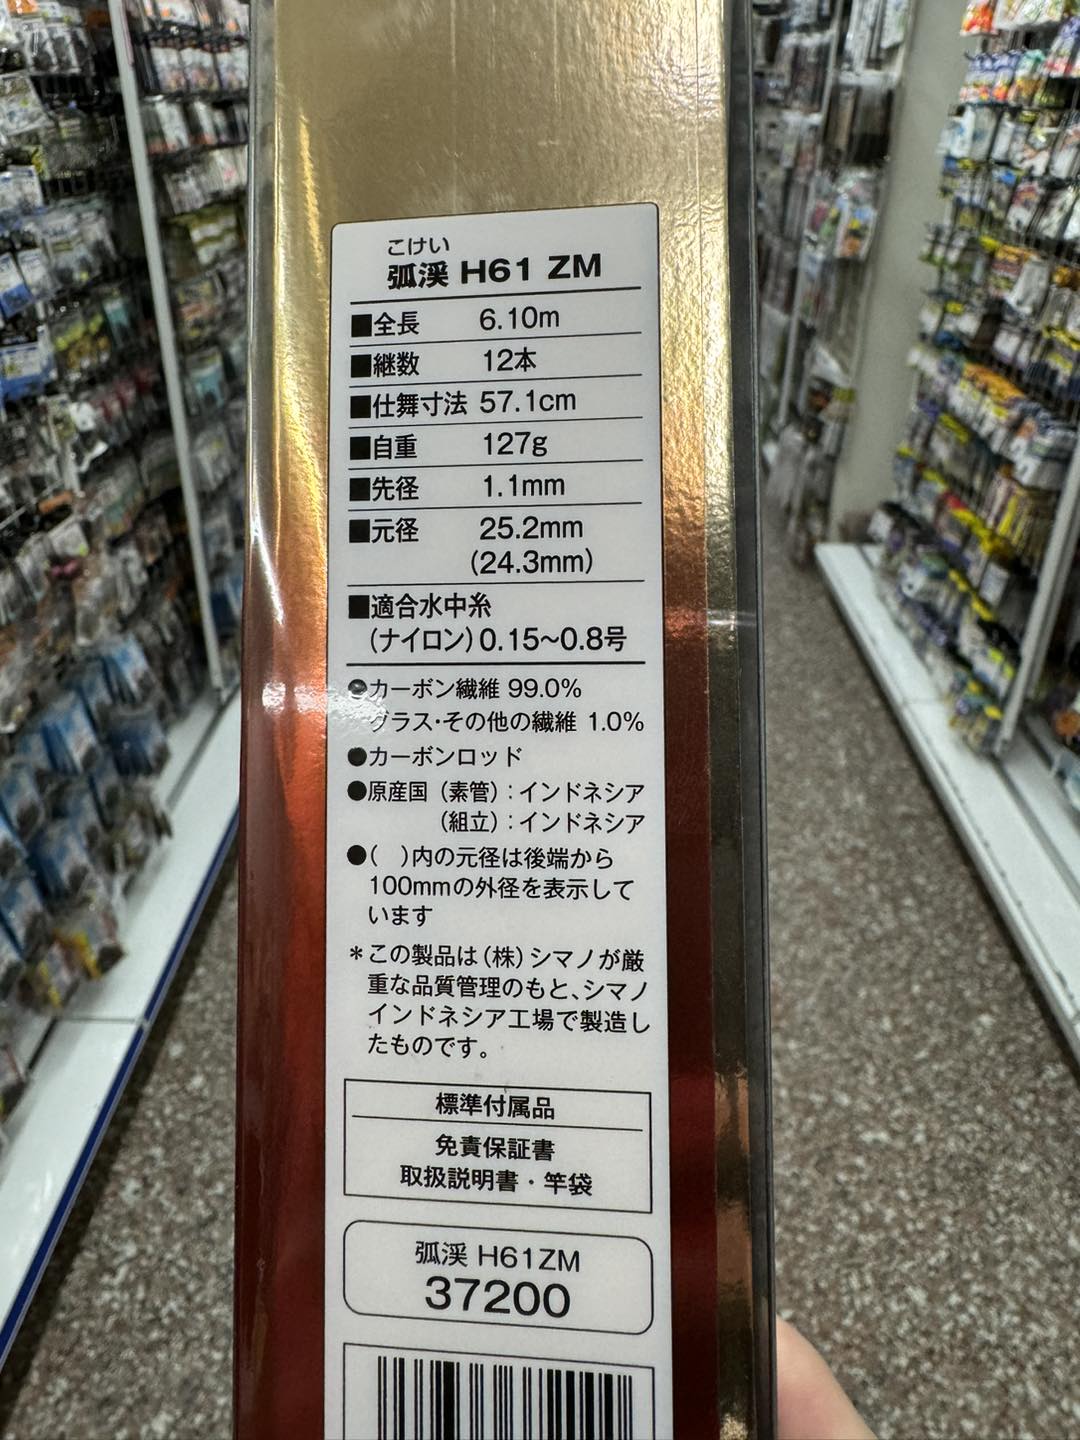 こけい
弧渓 H61 ZM
■全長 6.10m
■継数 12本
■仕舞寸法 57.1cm
■自重 127g
■先径 1.1mm
■元径 25.2mm
(24.3mm)
■適合水中糸
(ナイロン)0.15〜0.8号
●カーボン繊維 99.0%
グラス・その他の繊維 1.0%
●カーボンロッド
●原産国（素管）：インドネシア
（組立）：インドネシア
●(　)内の元径は後端から
100mmの外径を表示して
います
＊この製品は(株)シマノが厳
重な品質管理のもと、シマノ
インドネシア工場で製造し
たものです。
標準付属品
免責保証書
取扱説明書・竿袋
弧渓 H61ZM
37200